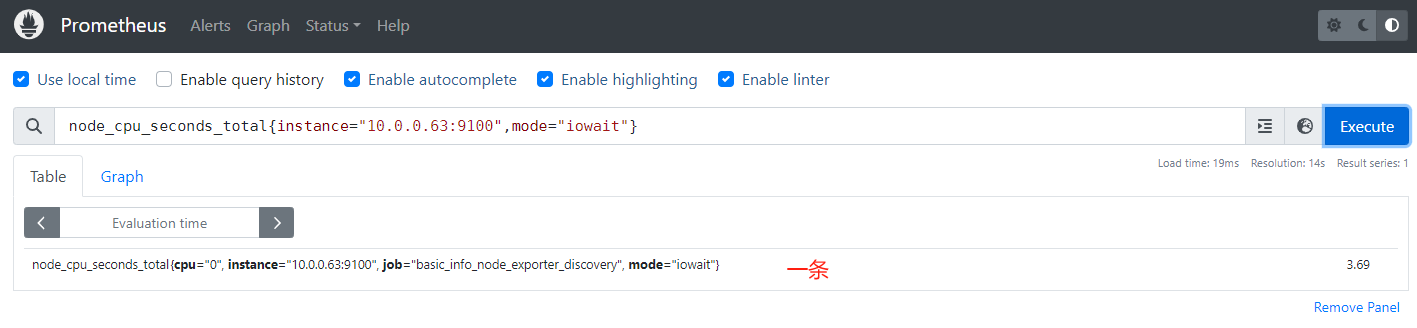 Prometheus Alerts Graph Status Help
Use local time Enable query history Enable autocomplete Enable highlighting Enable linter
node_cpu_seconds_total{instance="10.0.0.63:9100",mode="iowait"} Execute
Load time: 19ms Resolution: 14s Result series: 1
Table Graph
Evaluation time
node_cpu_seconds_total{cpu="0", instance="10.0.0.63:9100", job="basic_info_node_exporter_discovery", mode="iowait"} 一条 3.69
Remove Panel